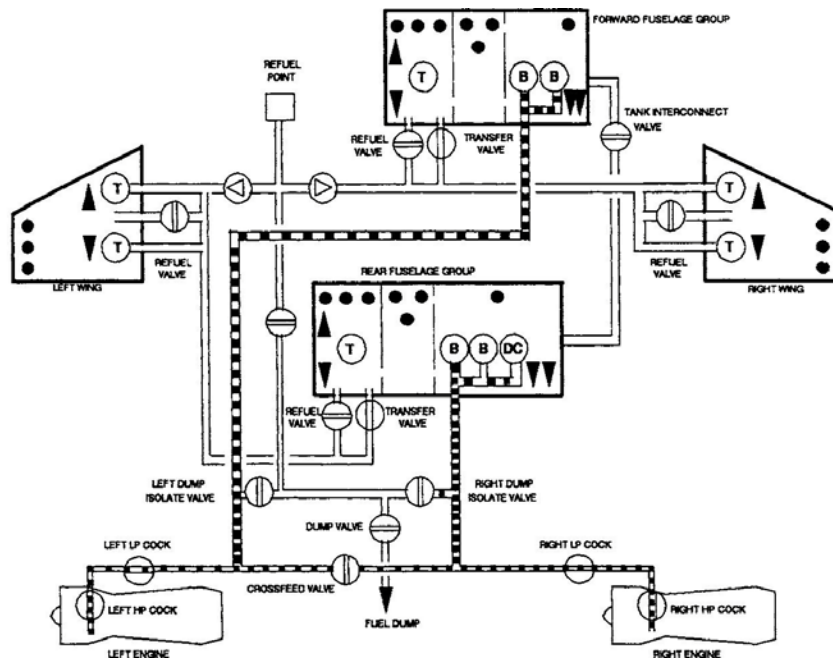 FORWARD FUSELAGE GROUP
REFUEL
POINT
T
B
B
TANK INTERCONNECT
VALVE
REFUEL
VALVE
TRANSFER
VALVE
T
T
T
T
REFUEL
VALVE
REFUEL
VALVE
LEFT WING
RIGHT WING
REAR FUSELAGE GROUP
T
B
B
DC
REFUEL
VALVE
TRANSFER
VALVE
LEFT DUMP
ISOLATE VALVE
RIGHT DUMP
ISOLATE VALVE
DUMP VALVE
LEFT LP COCK
RIGHT LP COCK
CROSSFEED VALVE
LEFT HP COCK
RIGHT HP COCK
FUEL DUMP
LEFT ENGINE
RIGHT ENGINE